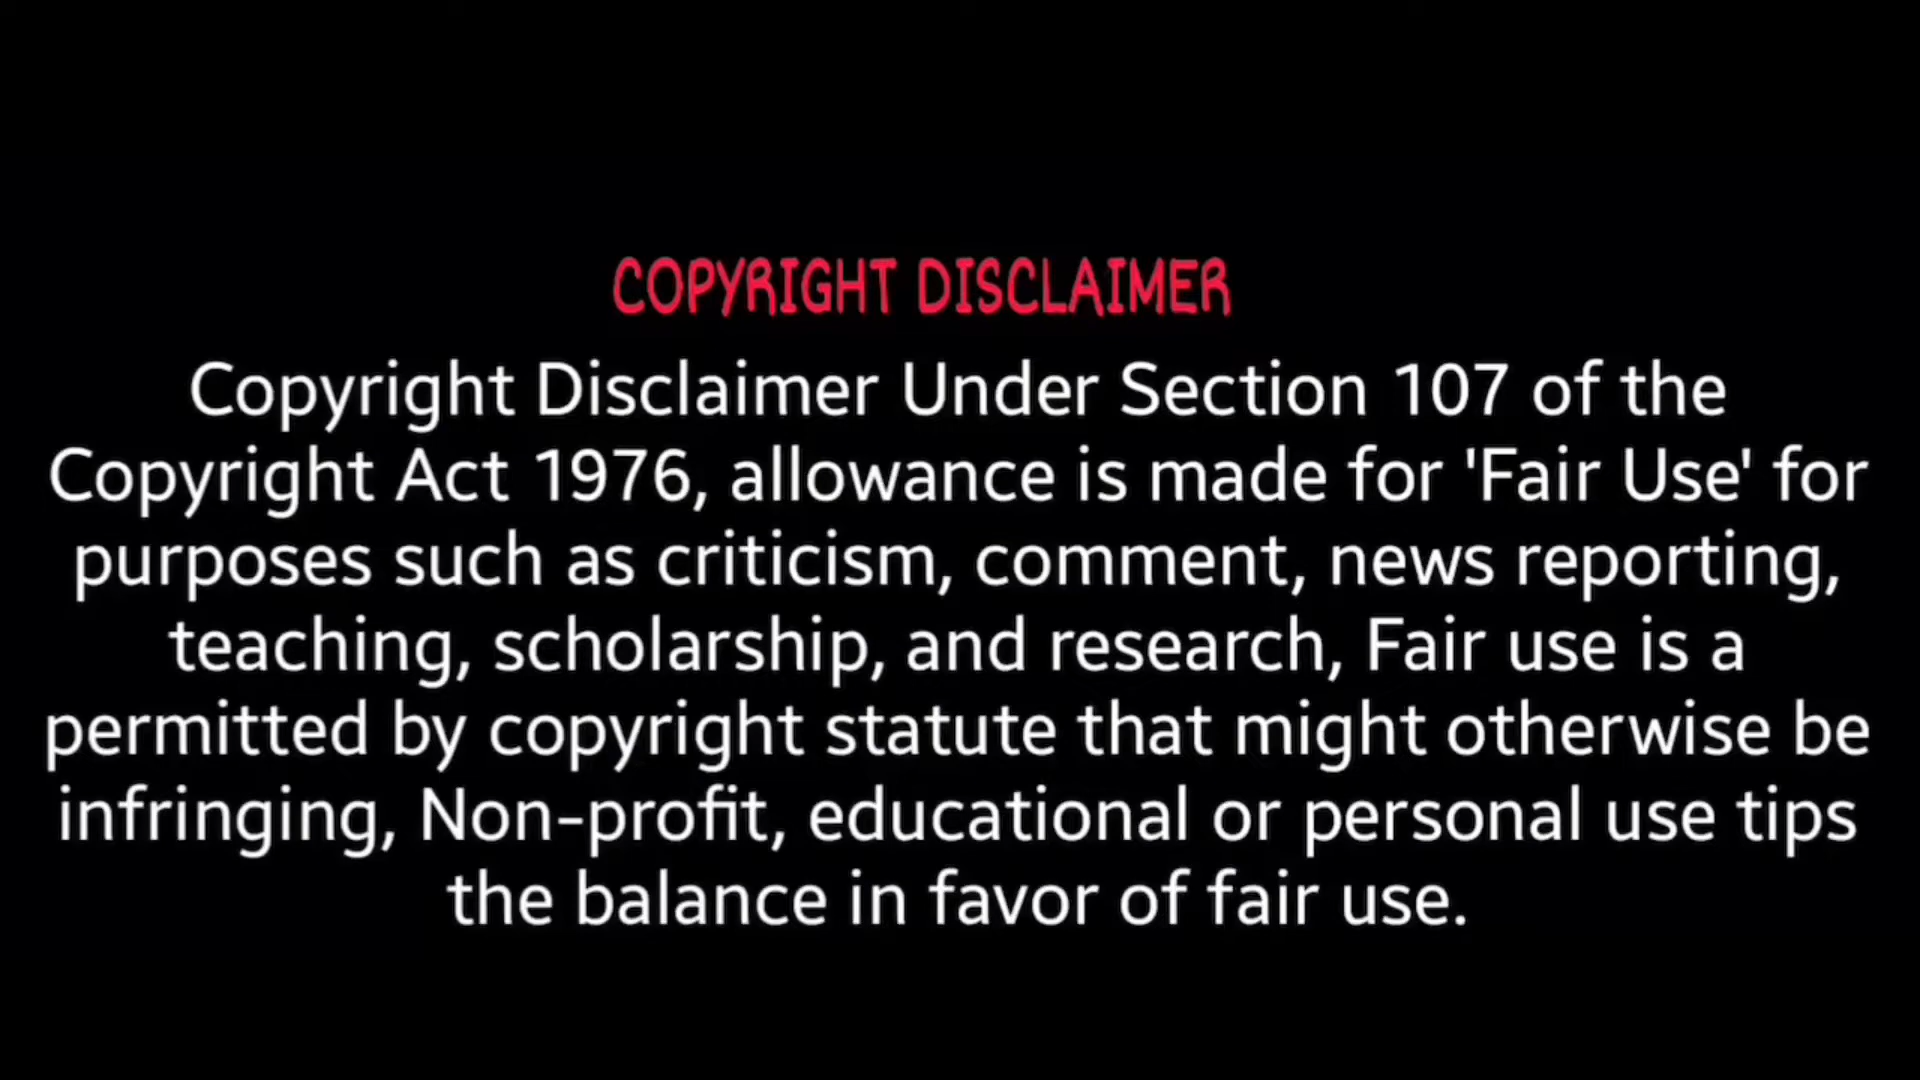 COPYRIGHT DISCLAIMER
Copyright Disclaimer Under Section 107 of the
Copyright Act 1976, allowance is made for 'Fair Use' for
purposes such as criticism, comment, news reporting,
teaching, scholarship, and research, Fair use is a
permitted by copyright statute that might otherwise be
infringing, Non-profit, educational or personal use tips
the balance in favor of fair use.